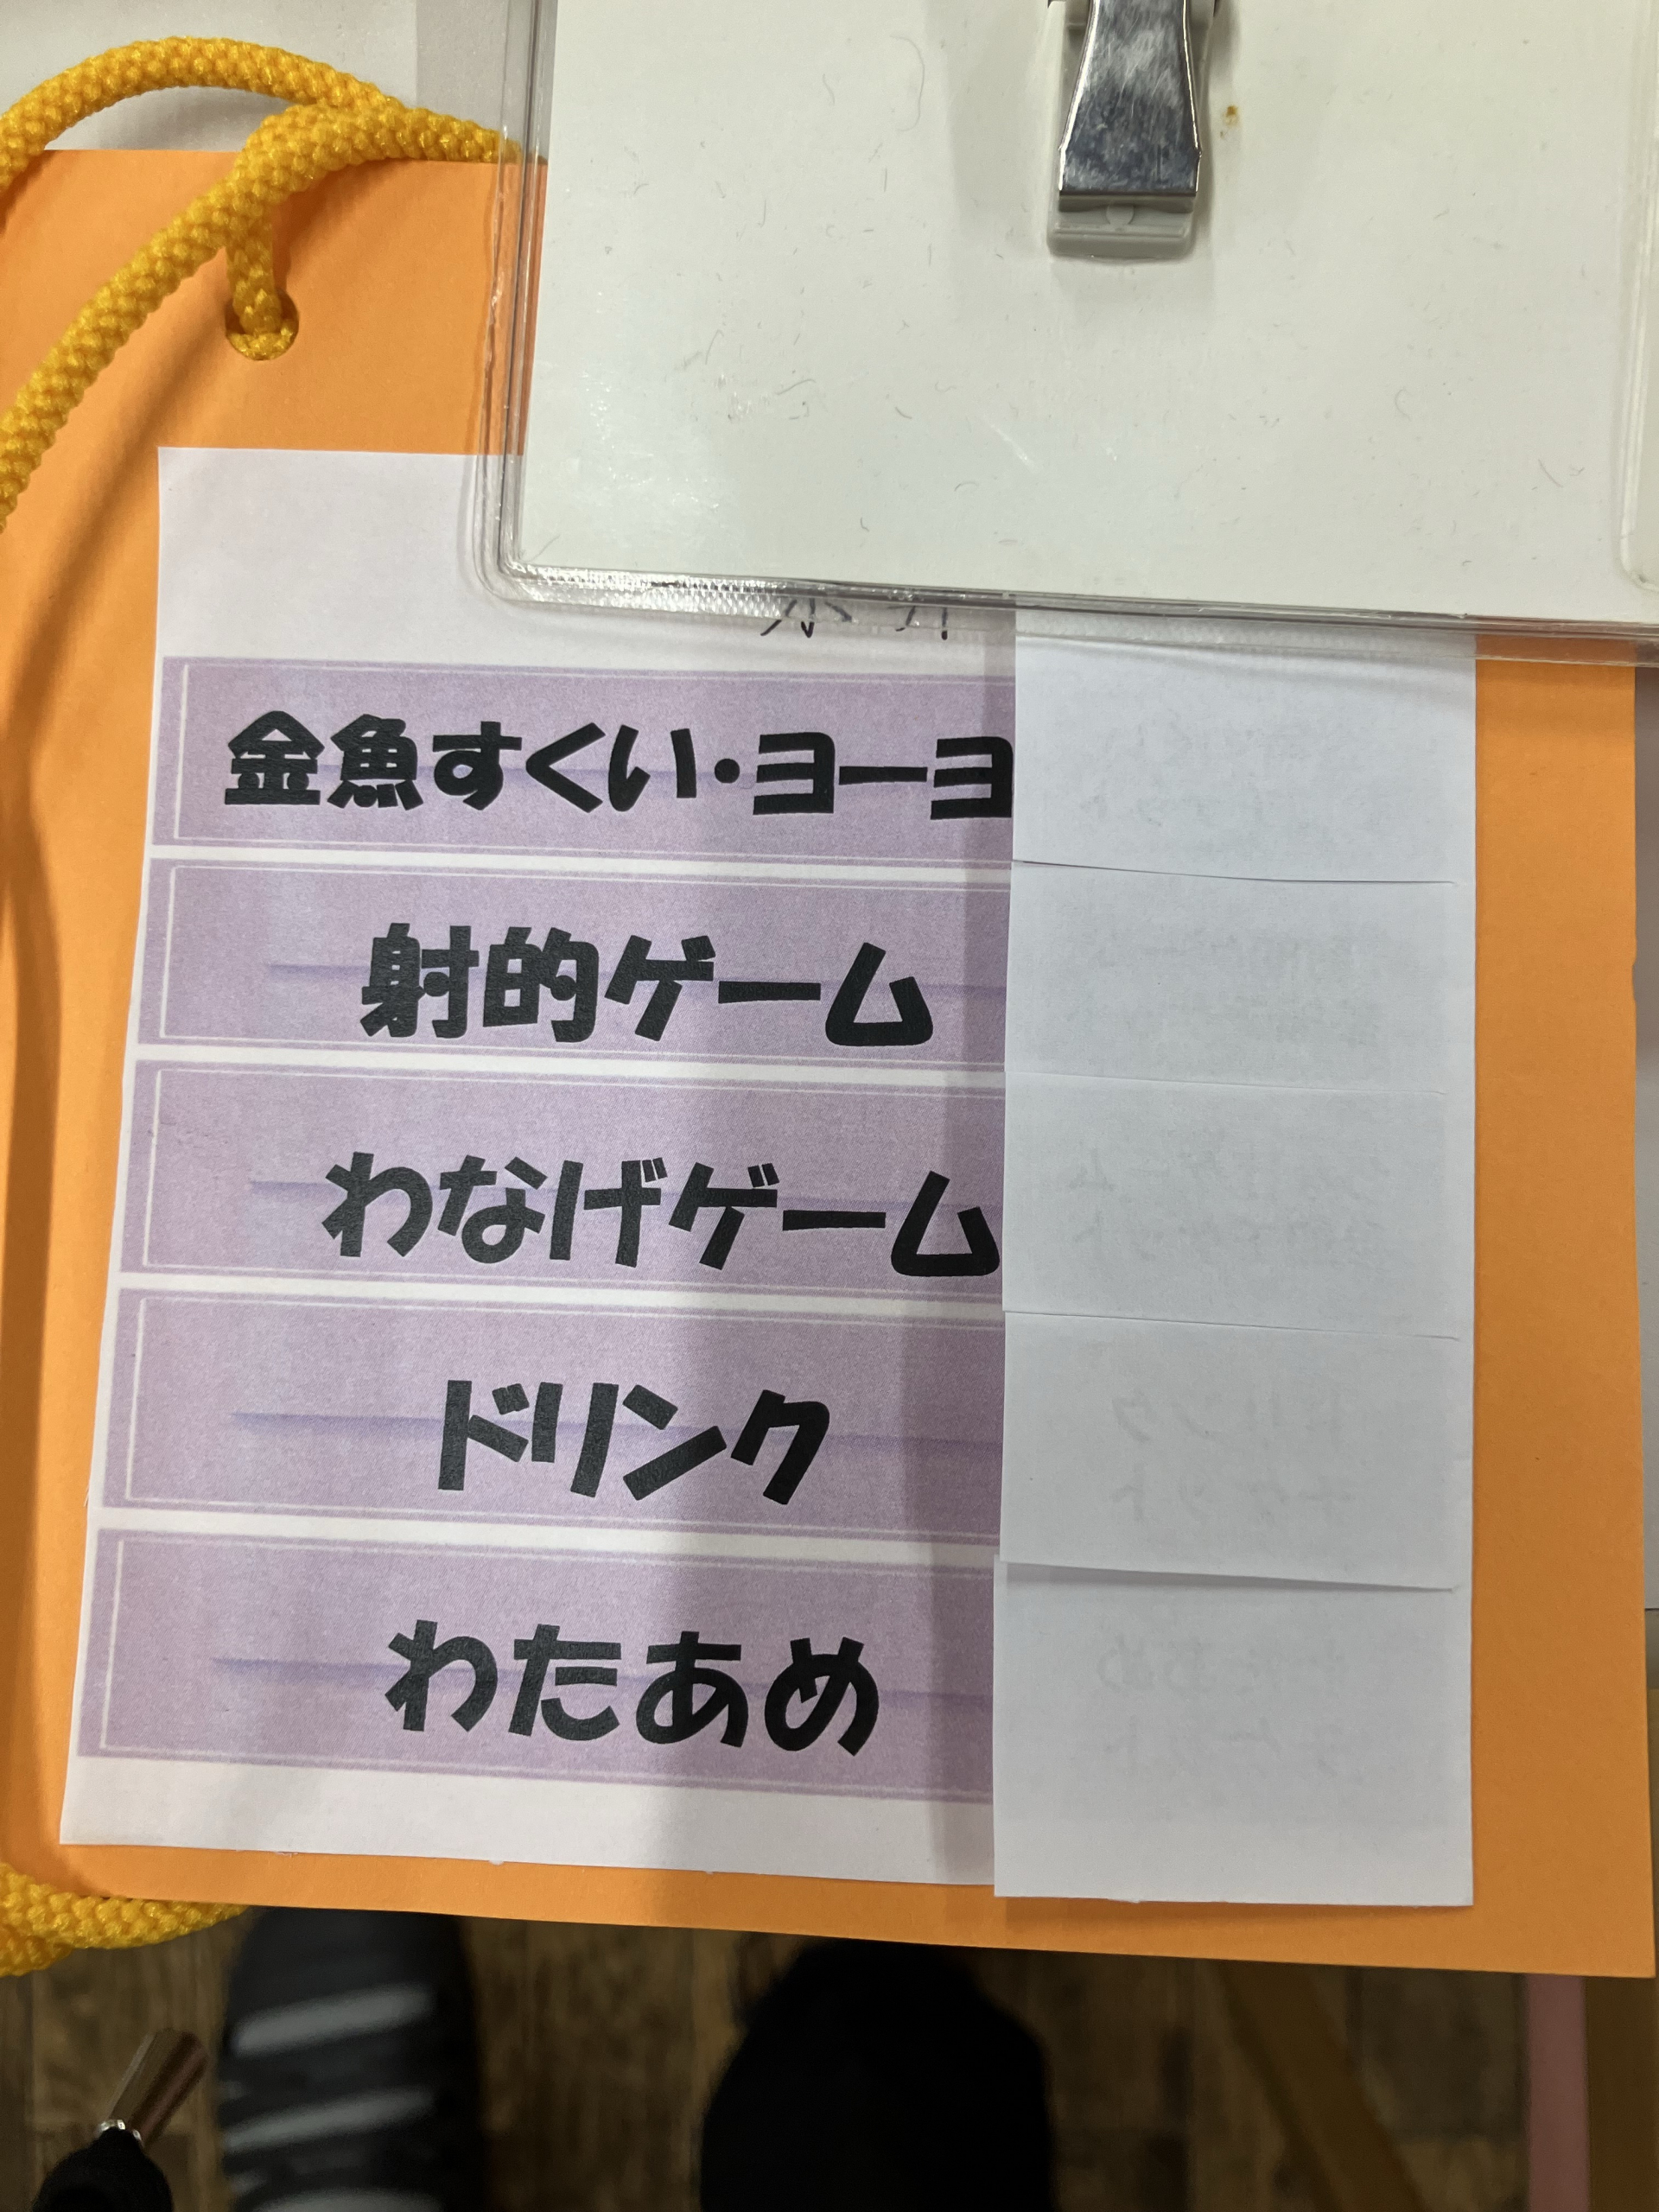 金魚すくい・ヨーヨ
射的ゲーム
わなげゲーム
ドリンク
わたあめ